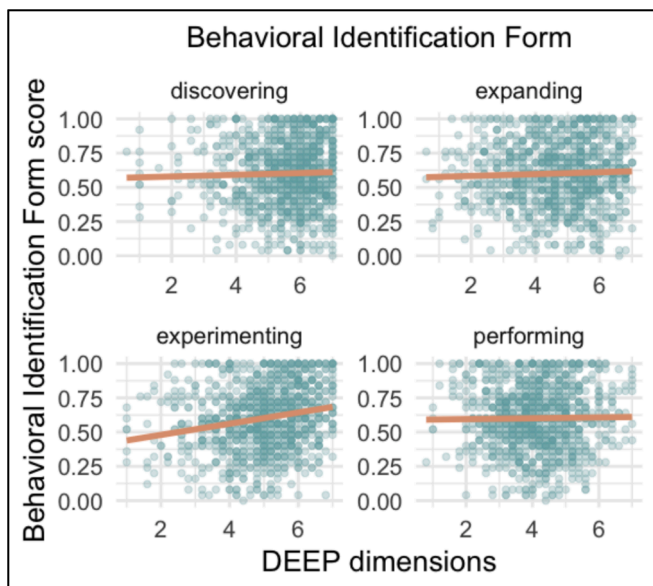 Behavioral Identification Form
discovering
expanding
Behavioral Identification Form score
1.00
0.75
0.50
0.25
0.00
2 4 6
1.00
0.75
0.50
0.25
0.00
2 4 6
experimenting
performing
1.00
0.75
0.50
0.25
0.00
2 4 6
1.00
0.75
0.50
0.25
0.00
2 4 6
DEEP dimensions